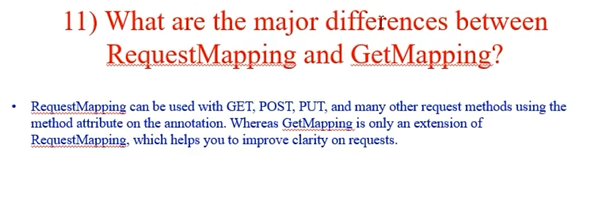 11) What are the major differences between
RequestMapping and GetMapping?
• RequestMapping can be used with GET, POST, PUT, and many other request methods using the
method attribute on the annotation. Whereas GetMapping is only an extension of
RequestMapping, which helps you to improve clarity on requests.